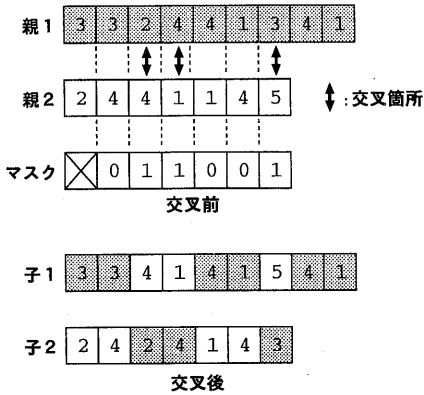 親1 3 3 2 4 4 1 3 4 1
親2 2 4 4 1 1 4 5 :交叉箇所
マスク 0 1 1 0 0 1
交叉前
子1 3 3 4 1 4 1 5 4 1
子2 2 4 2 4 1 4 3
交叉後